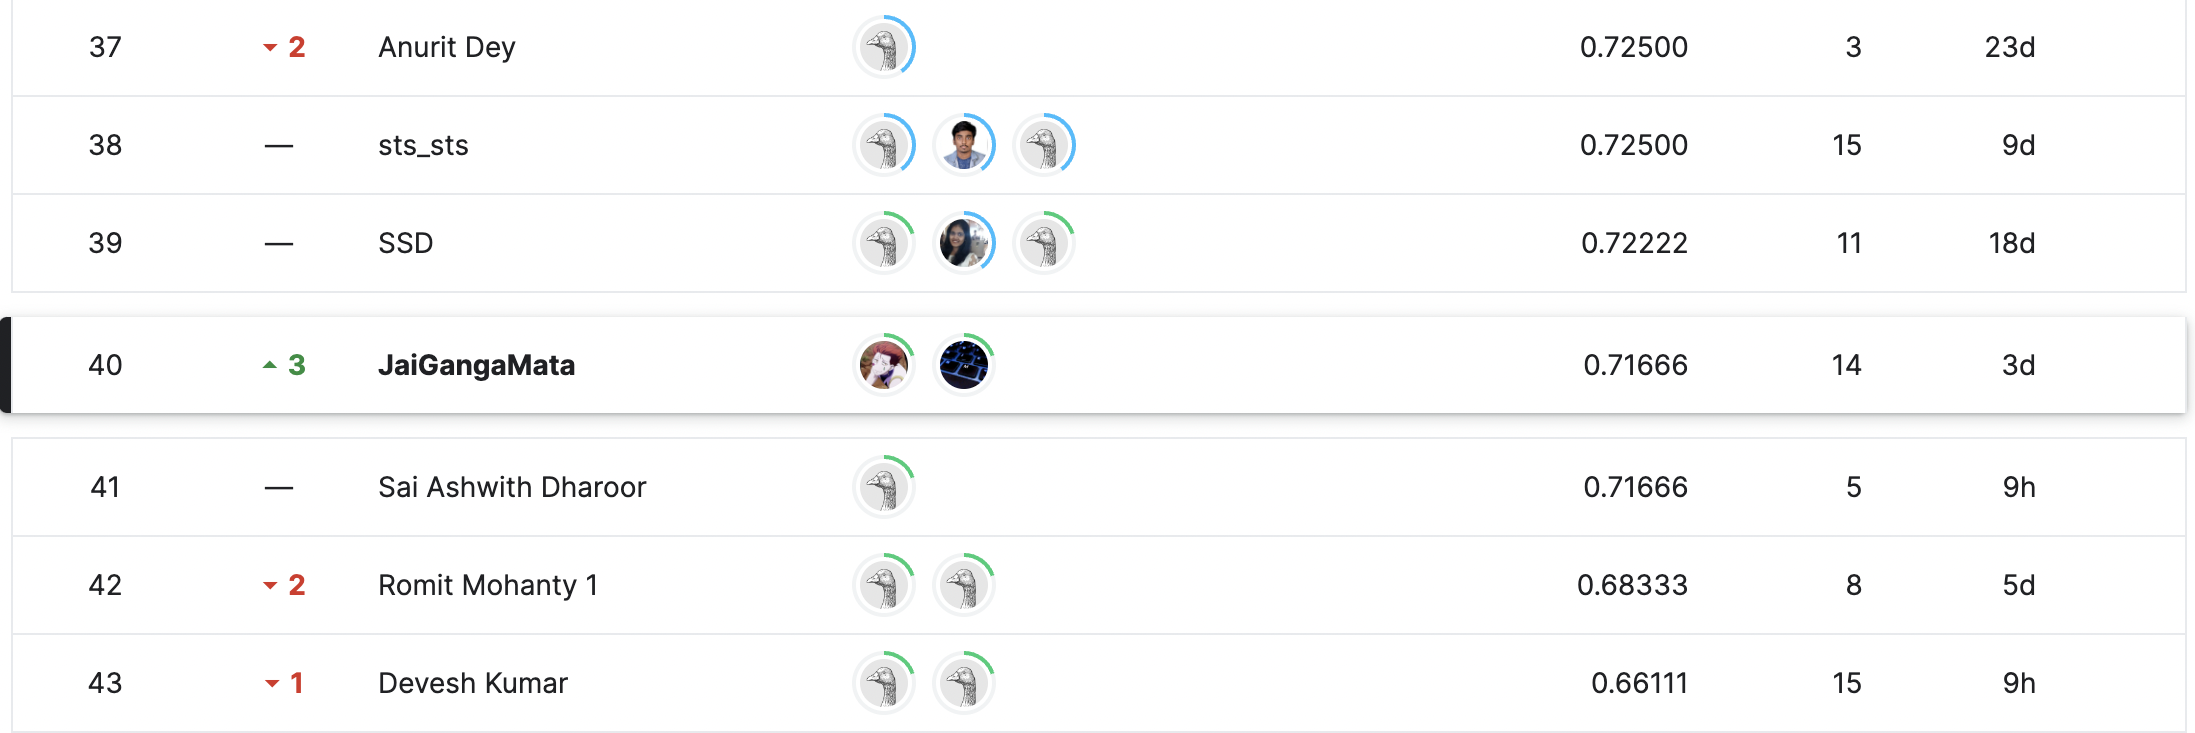 37 2 Anurit Dey 0.72500 3 23d
38 — sts_sts 0.72500 15 9d
39 — SSD 0.72222 11 18d
40 3 JaiGangaMata 0.71666 14 3d
41 — Sai Ashwith Dharoor 0.71666 5 9h
42 2 Romit Mohanty 1 0.68333 8 5d
43 1 Devesh Kumar 0.66111 15 9h